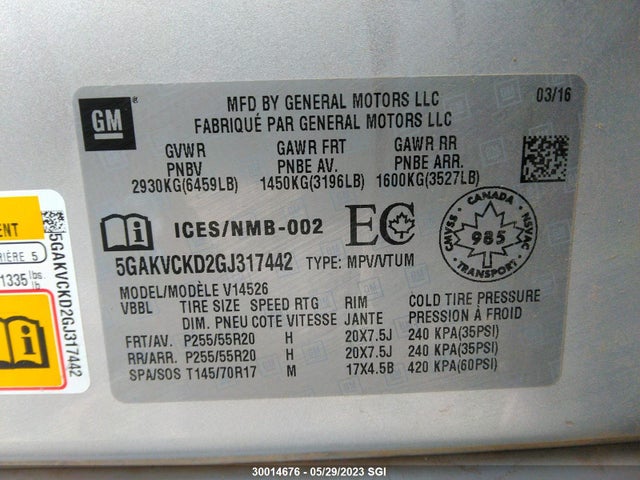 GM
MFD BY GENERAL MOTORS LLC
FABRIQUÉ PAR GENERAL MOTORS LLC
03/16
GVWR GAWR FRT GAWR RR
PNBV PNBE AV. PNBE ARR.
2930KG(6459LB) 1450KG(3196LB) 1600KG(3527LB)
ICES/NMB-002
EC
CANADA
CMVSS NSVAC
985
TRANSPORT
5GAKVCKD2GJ317442 TYPE: MPV/VTUM
MODEL/MODÈLE V14526
VBBL TIRE SIZE SPEED RTG RIM COLD TIRE PRESSURE
DIM. PNEU COTE VITESSE JANTE PRESSION À FROID
FRT/AV. P255/55R20 H 20X7.5J 240 KPA(35PSI)
RR/ARR. P255/55R20 H 20X7.5J 240 KPA(35PSI)
SPA/SOS T145/70R17 M 17X4.5B 420 KPA(60PSI)
ENT
RIÈRE 5
1335 lbs.
5GAKVCKD2GJ317442
30014676 - 05/29/2023 SGI